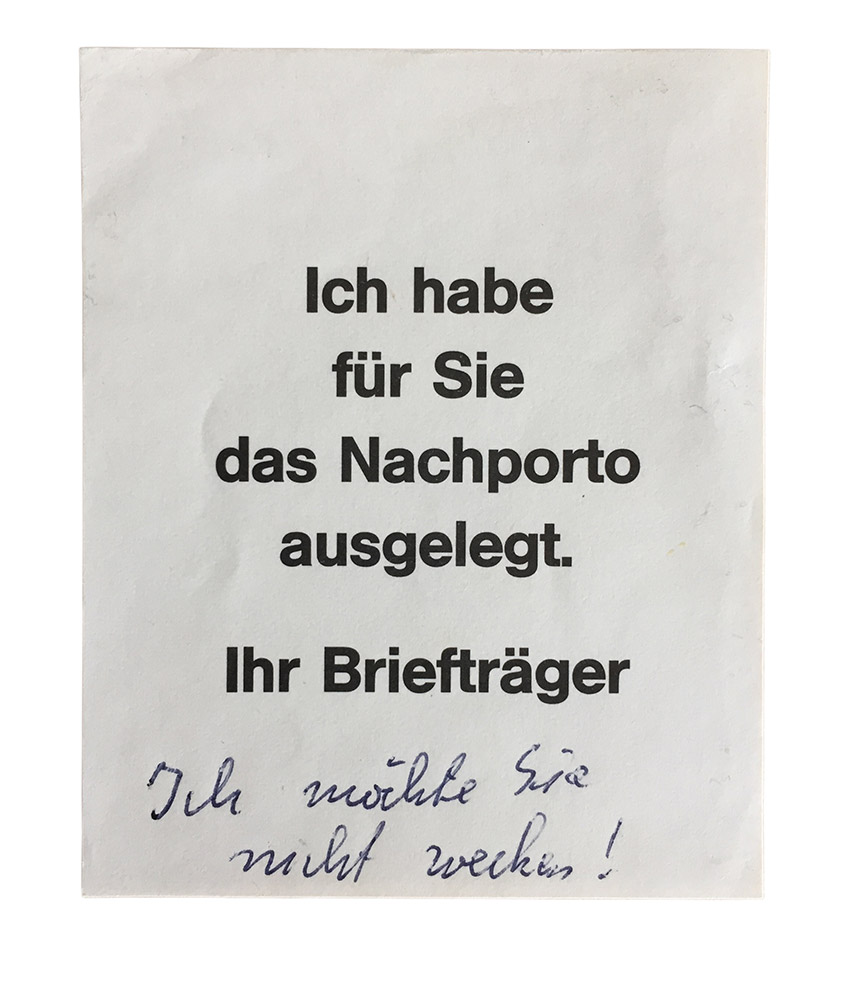 Ich habe
für Sie
das Nachporto
ausgelegt.
Ihr Briefträger
Ich möchte Sie
nicht wecken!